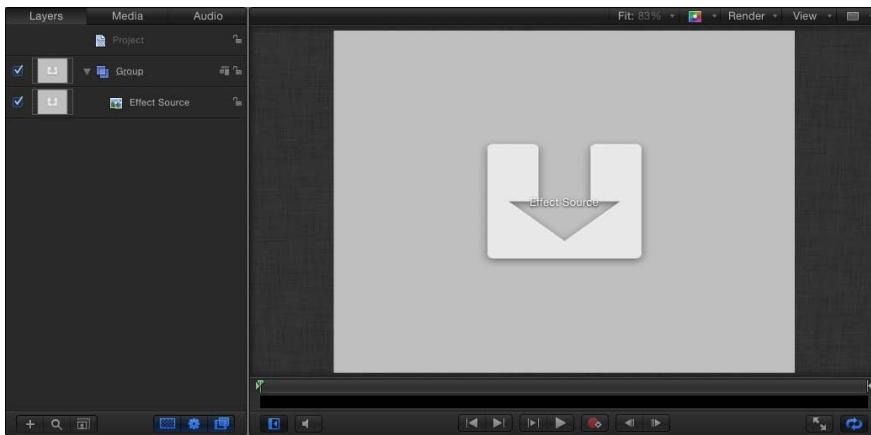 Layers Media Audio
Fit: 83% Render View
Project
Group
Effect Source
Effect Source